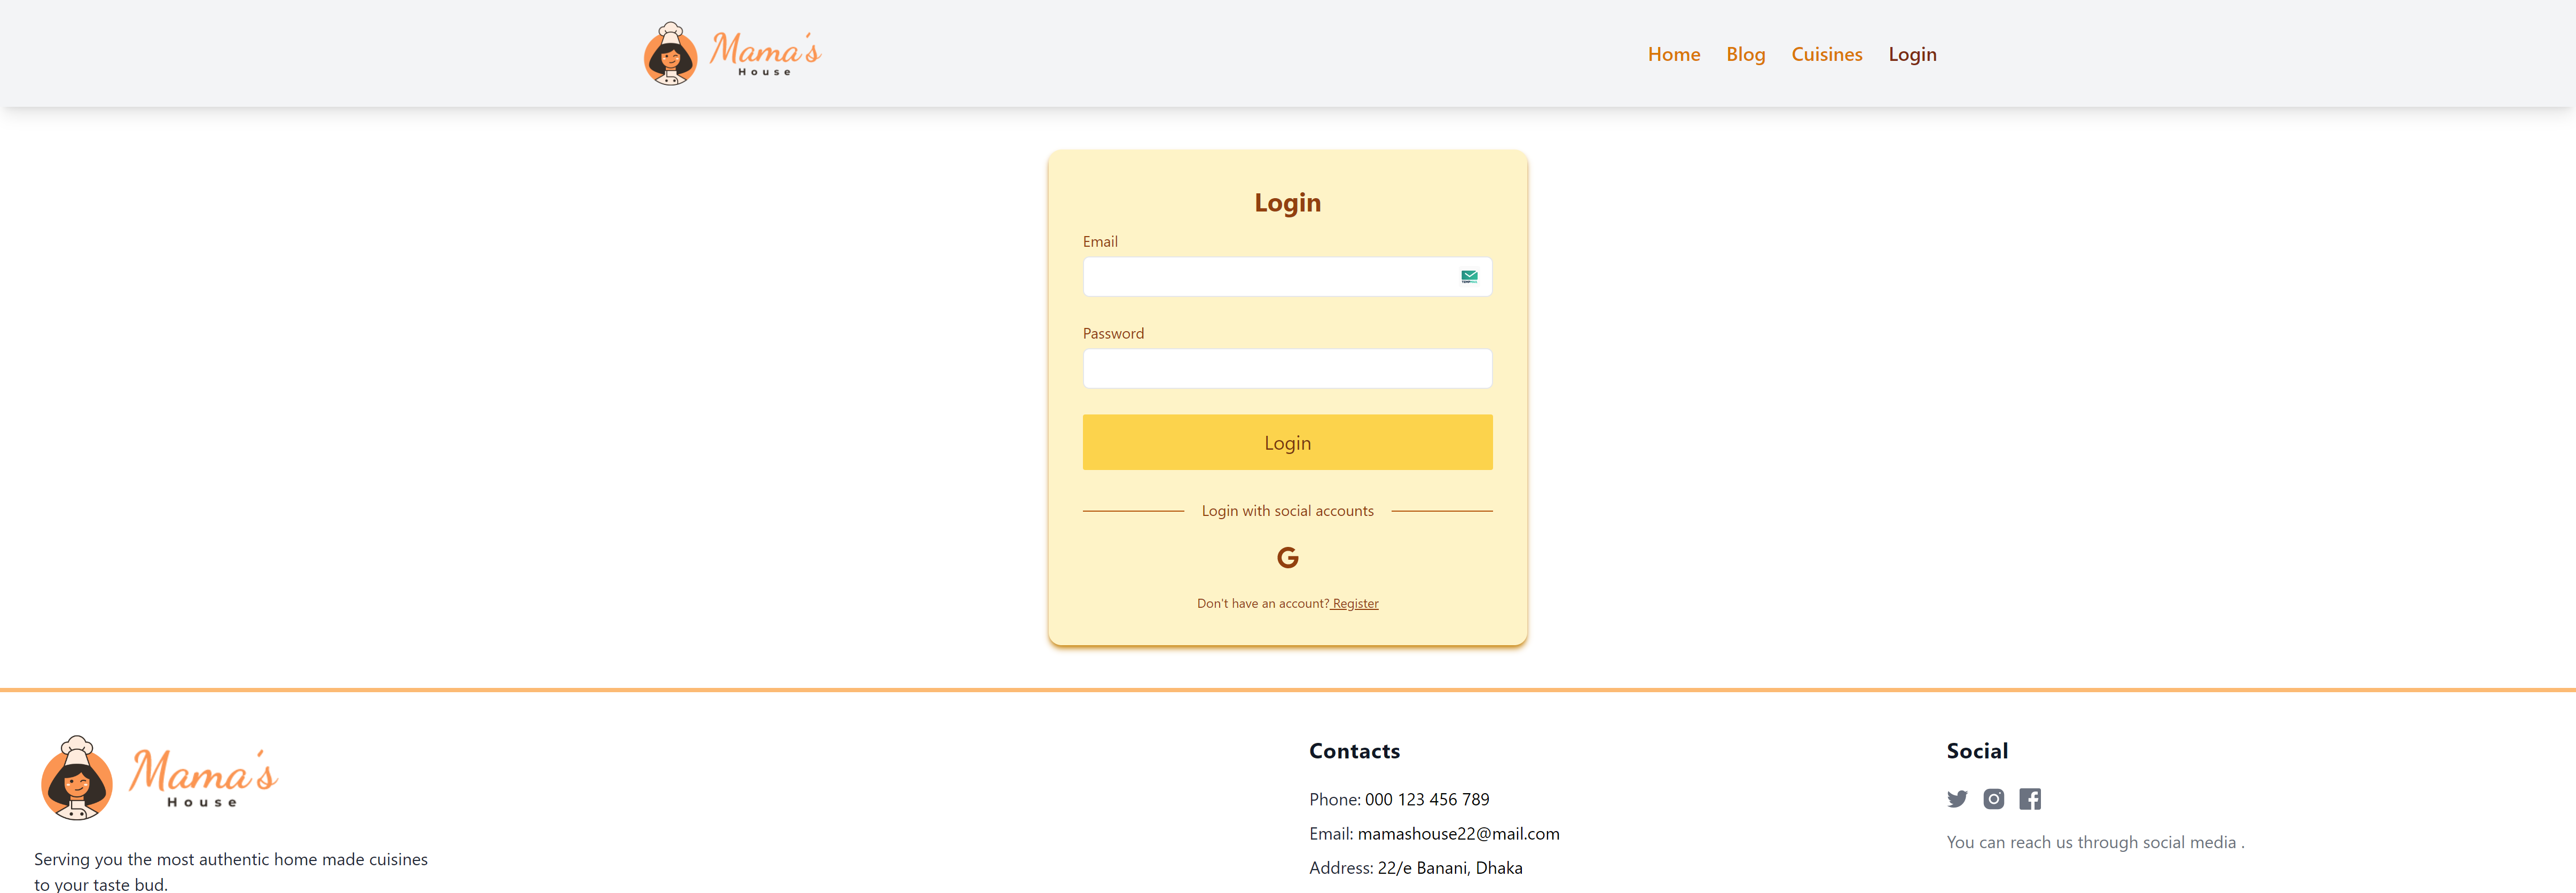 Mama's
House
Home Blog Cuisines Login
Login
Email
Password
Login
Login with social accounts
Don't have an account? Register
Mama's
House
Serving you the most authentic home made cuisines
to your taste bud.
Contacts
Phone: 000 123 456 789
Email: mamashouse22@mail.com
Address: 22/e Banani, Dhaka
Social
You can reach us through social media .